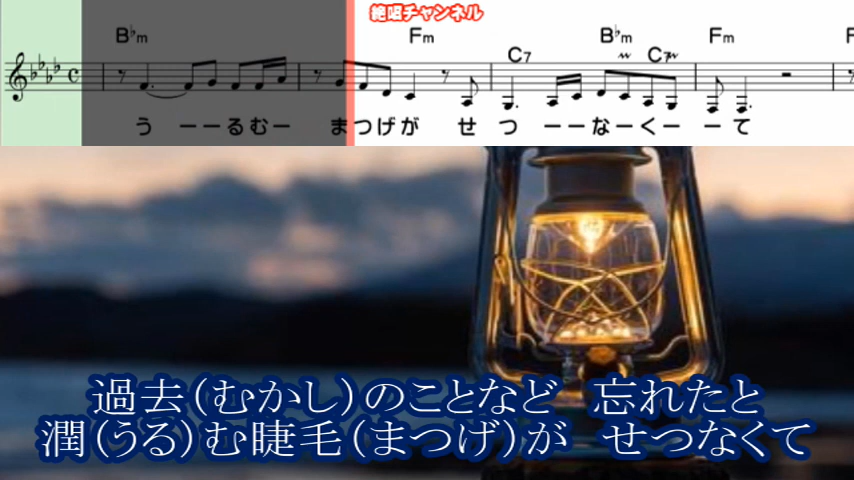 絶唱チャンネル
B♭m Fm C7 B♭m C7 Fm F
う ーーるむー まつげが せ つ ーーなーくー ーて
過去(むかし)のことなど 忘れたと
潤(うる)む睫毛(まつげ)が せつなくて